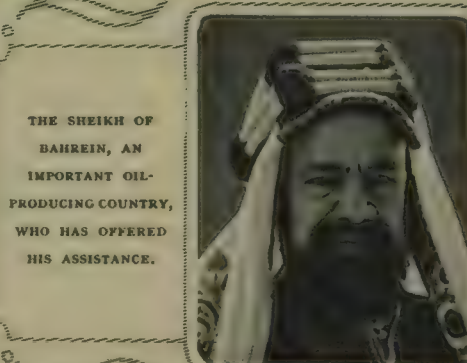 THE SHEIKH OF
BAHREIN, AN
IMPORTANT OIL-
PRODUCING COUNTRY,
WHO HAS OFFERED
HIS ASSISTANCE.